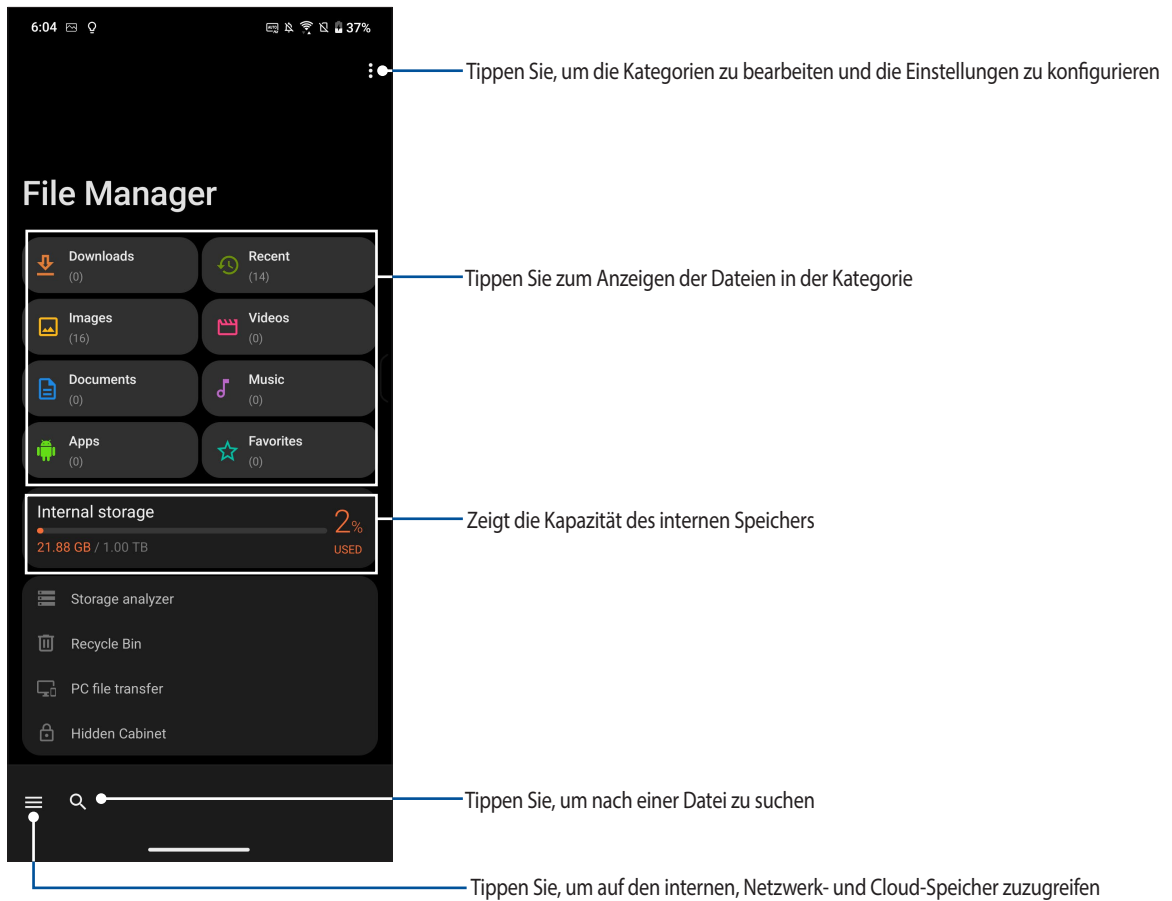 6:04
37%
Tippen Sie, um die Kategorien zu bearbeiten und die Einstellungen zu konfigurieren
File Manager
Downloads
(0)
Recent
(14)
Tippen Sie zum Anzeigen der Dateien in der Kategorie
Images
(16)
Videos
(0)
Documents
(0)
Music
(0)
Apps
(0)
Favorites
(0)
Internal storage
2%
21.88 GB / 1.00 TB
USED
Zeigt die Kapazität des internen Speichers
Storage analyzer
Recycle Bin
PC file transfer
Hidden Cabinet
Tippen Sie, um nach einer Datei zu suchen
Tippen Sie, um auf den internen, Netzwerk- und Cloud-Speicher zuzugreifen